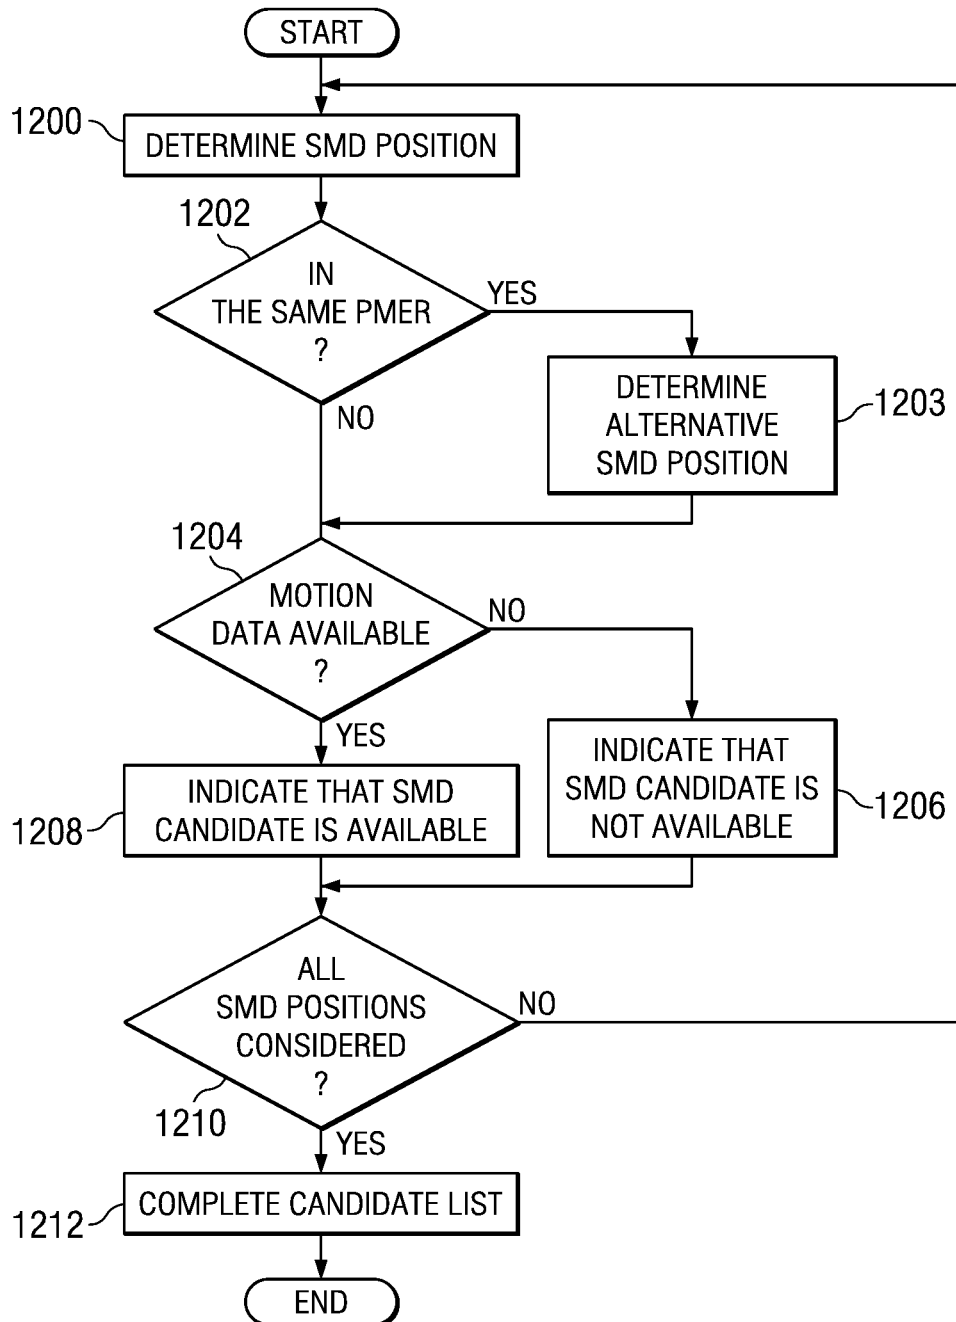 START
1200
DETERMINE SMD POSITION
1202
IN
THE SAME PMER
?
YES
NO
DETERMINE
ALTERNATIVE
SMD POSITION
1203
1204
MOTION
DATA AVAILABLE
?
NO
YES
INDICATE THAT SMD
CANDIDATE IS AVAILABLE
1208
INDICATE THAT
SMD CANDIDATE IS
NOT AVAILABLE
1206
ALL
SMD POSITIONS
CONSIDERED
?
NO
1210
YES
COMPLETE CANDIDATE LIST
1212
END